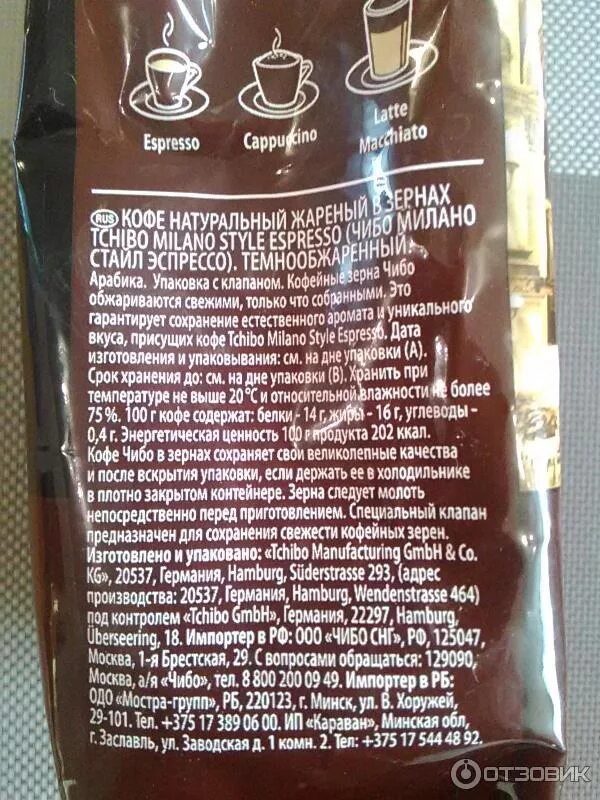 Espresso
Cappuccino
Latte
Macchiato
RUS КОФЕ НАТУРАЛЬНЫЙ ЖАРЕНЫЙ В ЗЕРНАХ
TCHIBO MILANO STYLE ESPRESSO (ЧИБО МИЛАНО
СТАЙЛ ЭСПРЕССО). ТЕМНООБЖАРЕННЫЙ.
Арабика. Упаковка с клапаном. Кофейные зерна Чибо
обжариваются свежими, только что собранными. Это
гарантирует сохранение естественного аромата и уникального
вкуса, присущих кофе Tchibo Milano Style Espresso. Дата
изготовления и упаковывания: см. на дне упаковки (А).
Срок хранения до: см. на дне упаковки (В). Хранить при
температуре не выше 20°С и относительной влажности не более
75%. 100 г кофе содержат: белки - 14 г, жиры - 16 г, углеводы -
0,4 г. Энергетическая ценность 100 г продукта 202 ккал.
Кофе Чибо в зернах сохраняет свои великолепные качества
и после вскрытия упаковки, если держать ее в холодильнике
в плотно закрытом контейнере. Зерна следует молоть
непосредственно перед приготовлением. Специальный клапан
предназначен для сохранения свежести кофейных зерен.
Изготовлено и упаковано: «Tchibo Manufacturing GmbH & Co.
KG», 20537, Германия, Hamburg, Süderstrasse 293, (адрес
производства: 20537, Германия, Hamburg, Wendenstrasse 464)
под контролем «Tchibo GmbH», Германия, 22297, Hamburg,
Überseering, 18. Импортер в РФ: ООО «ЧИБО СНГ», РФ, 125047,
Москва, 1-я Брестская, 29. С вопросами обращаться: 129090,
Москва, а/я «Чибо», тел. 8 800 200 09 49. Импортер в РБ:
ОДО «Мостра-групп», РБ, 220123, г. Минск, ул. В. Хоружей,
29-101. Тел. +375 17 389 06 00. ИП «Караван», Минская обл,
г. Заславль, ул. Заводская д. 1 комн. 2. Тел: +375 17 544 48 92.
ОТЗОВИК